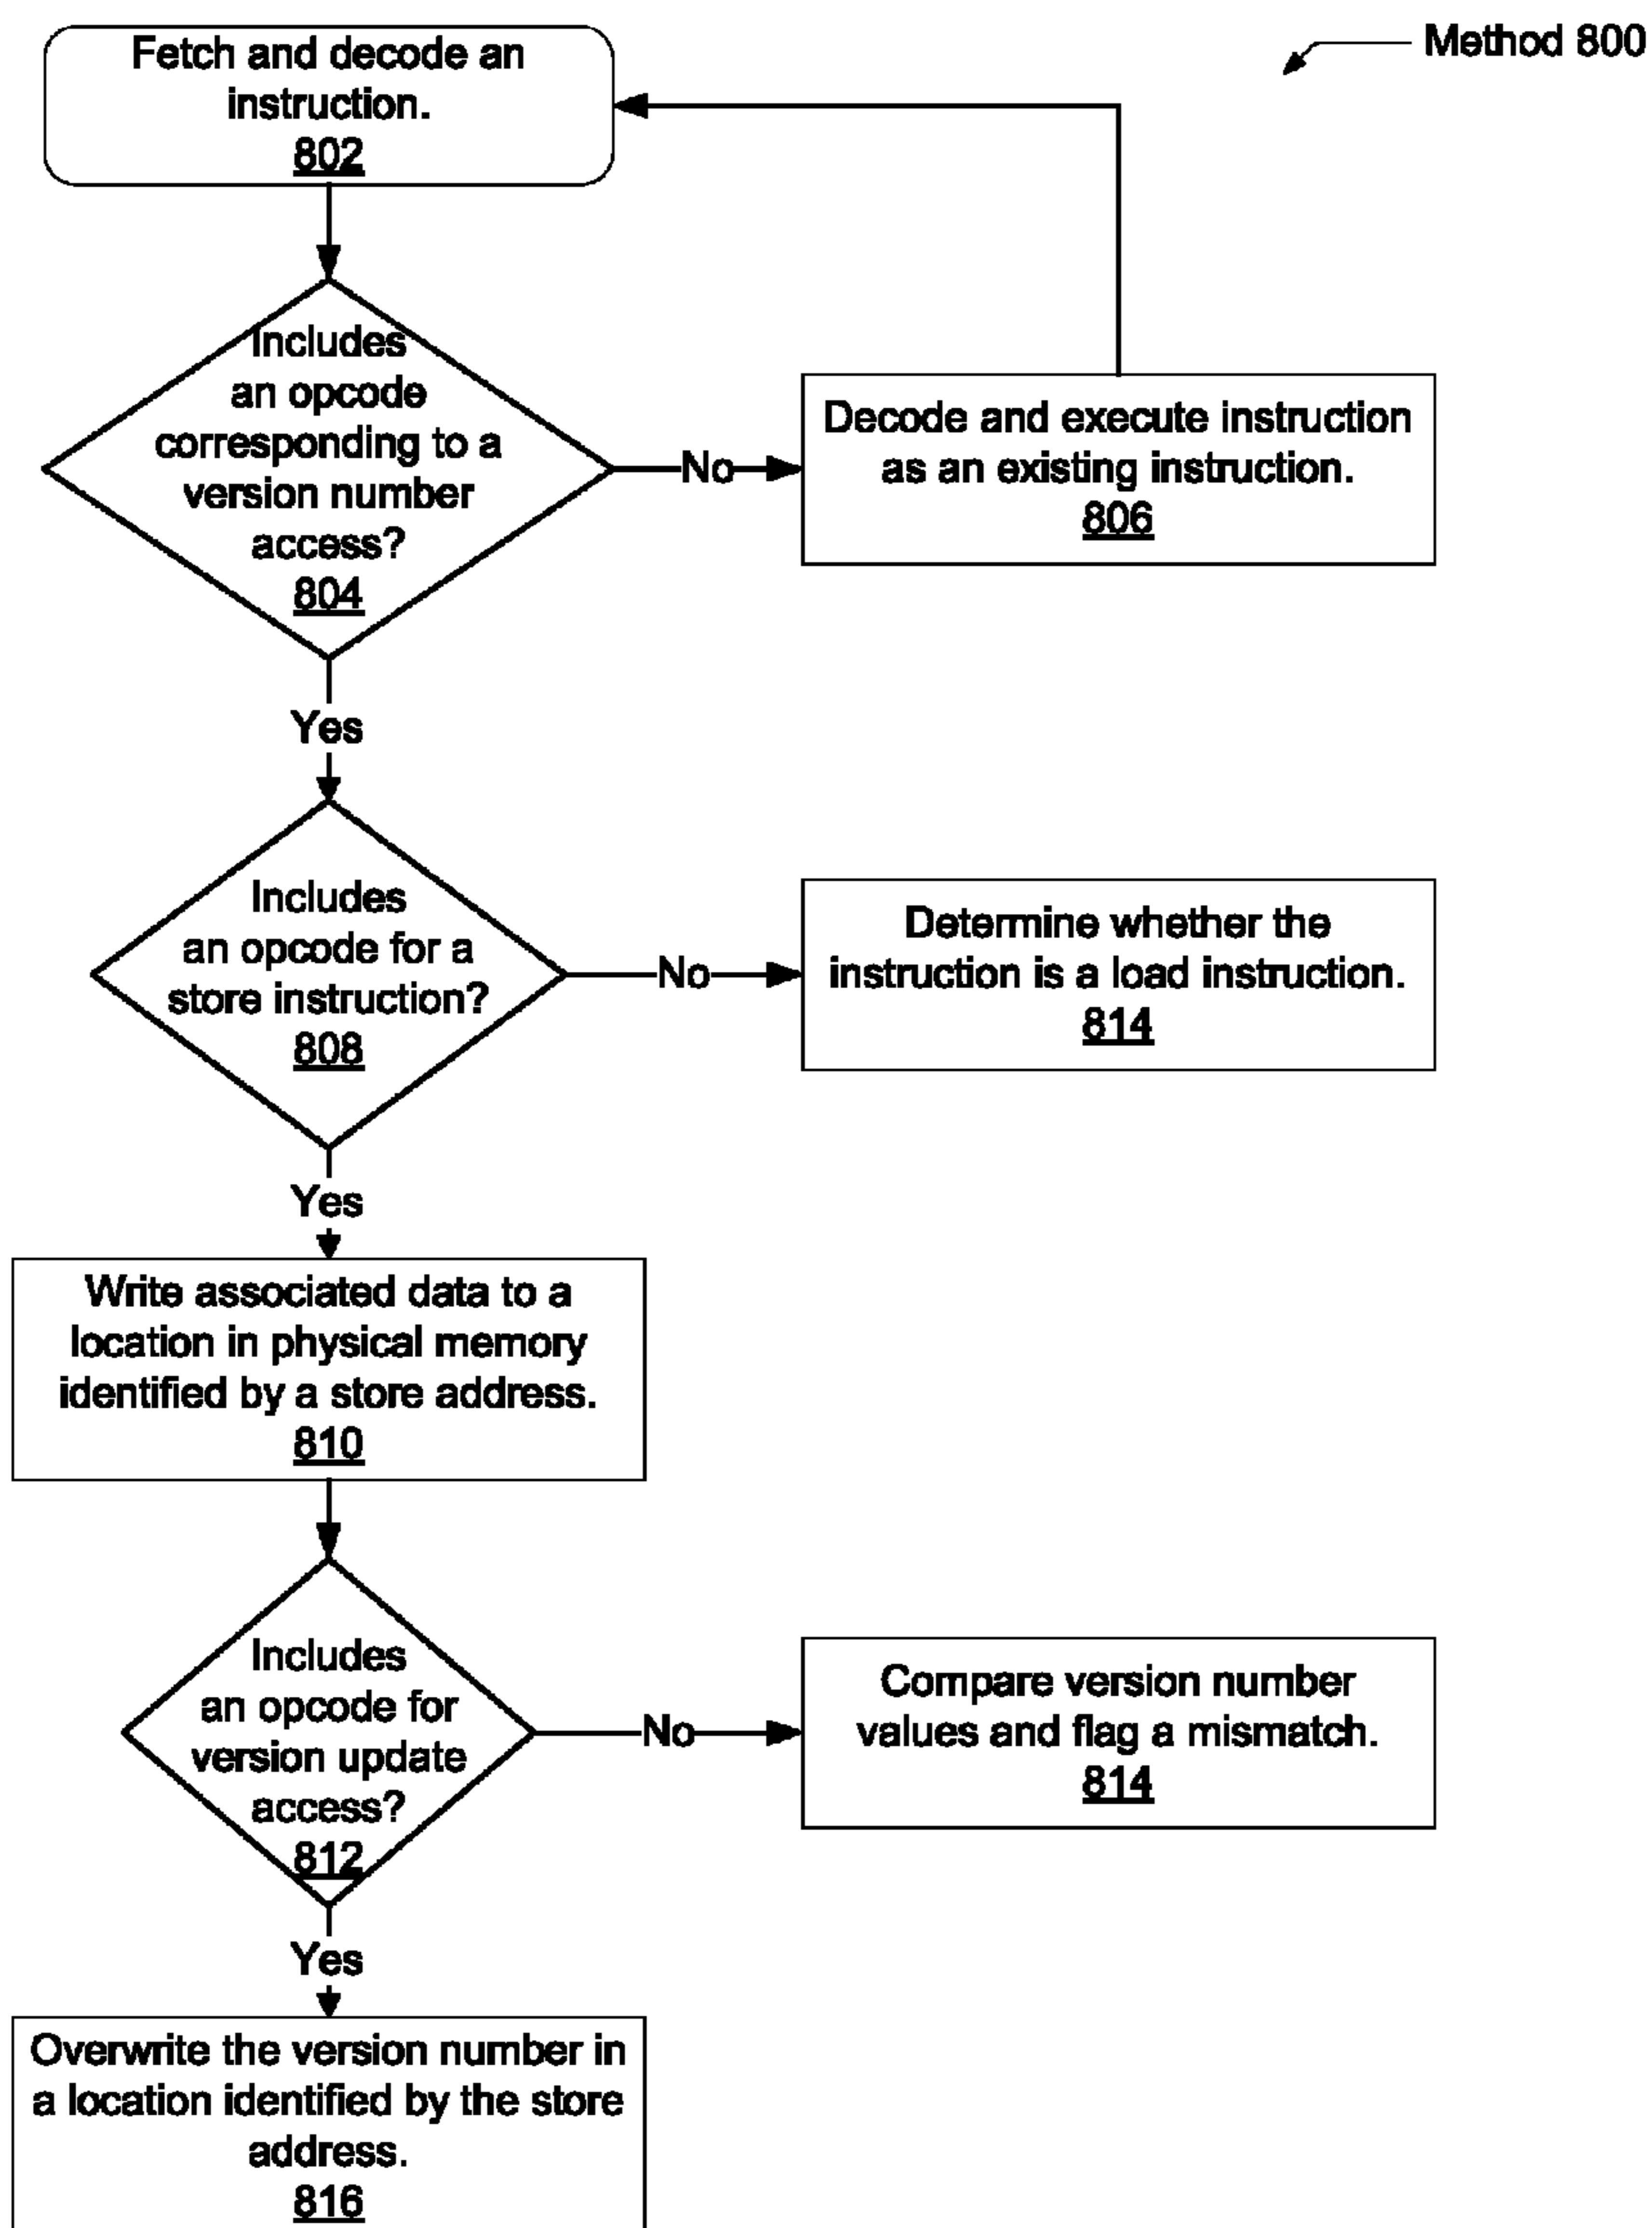 Method 800
Fetch and decode an
instruction.
802
Includes
an opcode
corresponding to a
version number
access?
804
No
Decode and execute instruction
as an existing instruction.
806
Yes
Includes
an opcode for a
store instruction?
808
No
Determine whether the
instruction is a load instruction.
814
Yes
Write associated data to a
location in physical memory
identified by a store address.
810
Includes
an opcode for
version update
access?
812
No
Compare version number
values and flag a mismatch.
814
Yes
Overwrite the version number in
a location identified by the store
address.
816